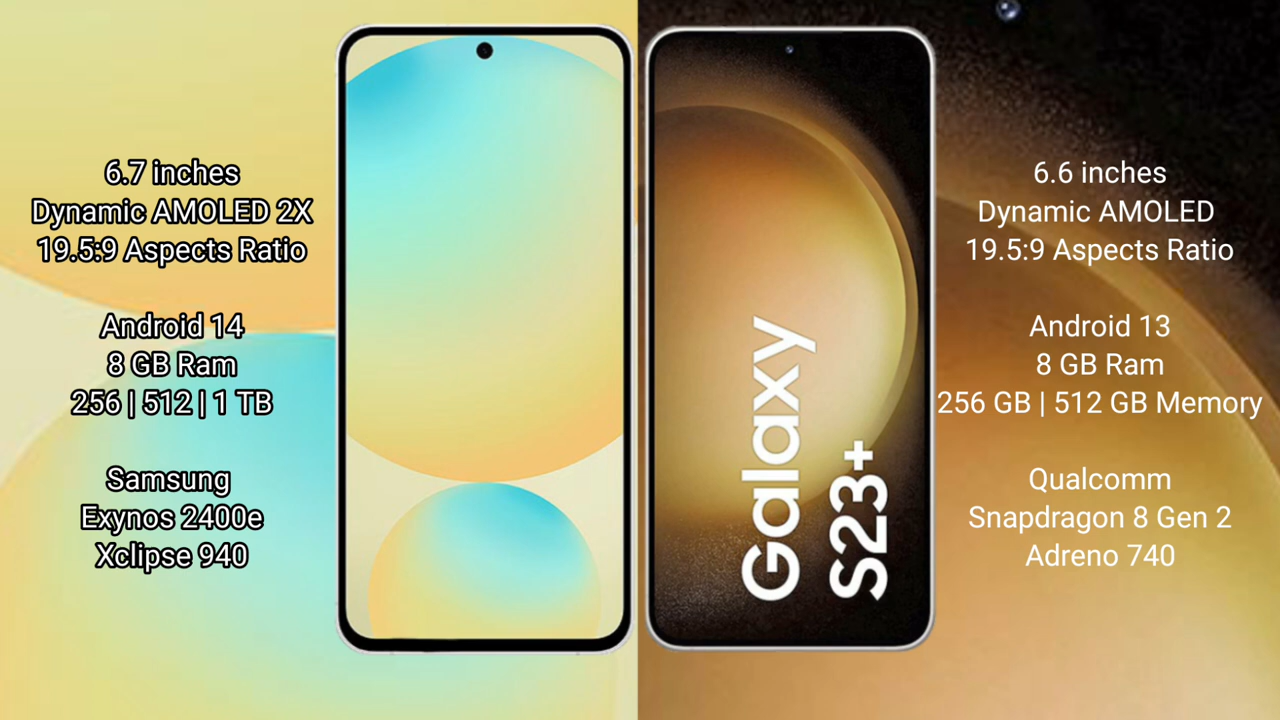 6.7 inches
Dynamic AMOLED 2X
19.5:9 Aspects Ratio
Android 14
8 GB Ram
256 | 512 | 1 TB
Samsung
Exynos 2400e
Xclipse 940
Galaxy
S23+
6.6 inches
Dynamic AMOLED
19.5:9 Aspects Ratio
Android 13
8 GB Ram
256 GB | 512 GB Memory
Qualcomm
Snapdragon 8 Gen 2
Adreno 740